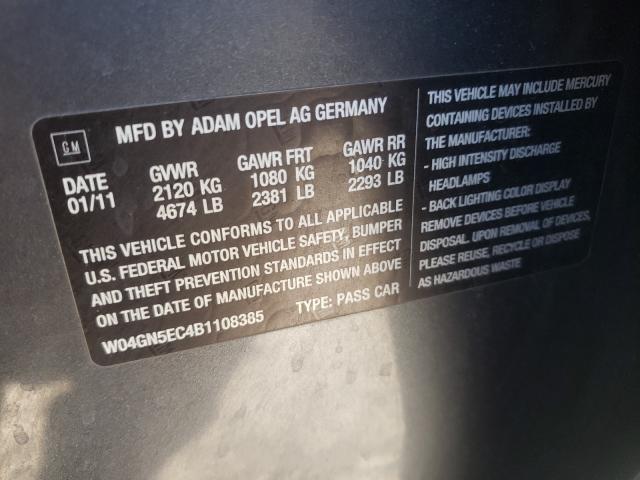 GM
MFD BY ADAM OPEL AG GERMANY
DATE GVWR GAWR FRT GAWR RR
01/11 2120 KG 1080 KG 1040 KG
4674 LB 2381 LB 2293 LB
THIS VEHICLE CONFORMS TO ALL APPLICABLE
U.S. FEDERAL MOTOR VEHICLE SAFETY, BUMPER
AND THEFT PREVENTION STANDARDS IN EFFECT
ON THE DATE OF MANUFACTURE SHOWN ABOVE
W04GN5EC4B1108385 TYPE: PASS CAR
THIS VEHICLE MAY INCLUDE MERCURY
CONTAINING DEVICES INSTALLED BY
THE MANUFACTURER:
- HIGH INTENSITY DISCHARGE
HEADLAMPS
- BACK LIGHTING COLOR DISPLAY
REMOVE DEVICES BEFORE VEHICLE
DISPOSAL. UPON REMOVAL OF DEVICES,
PLEASE REUSE, RECYCLE OR DISPOSE
AS HAZARDOUS WASTE